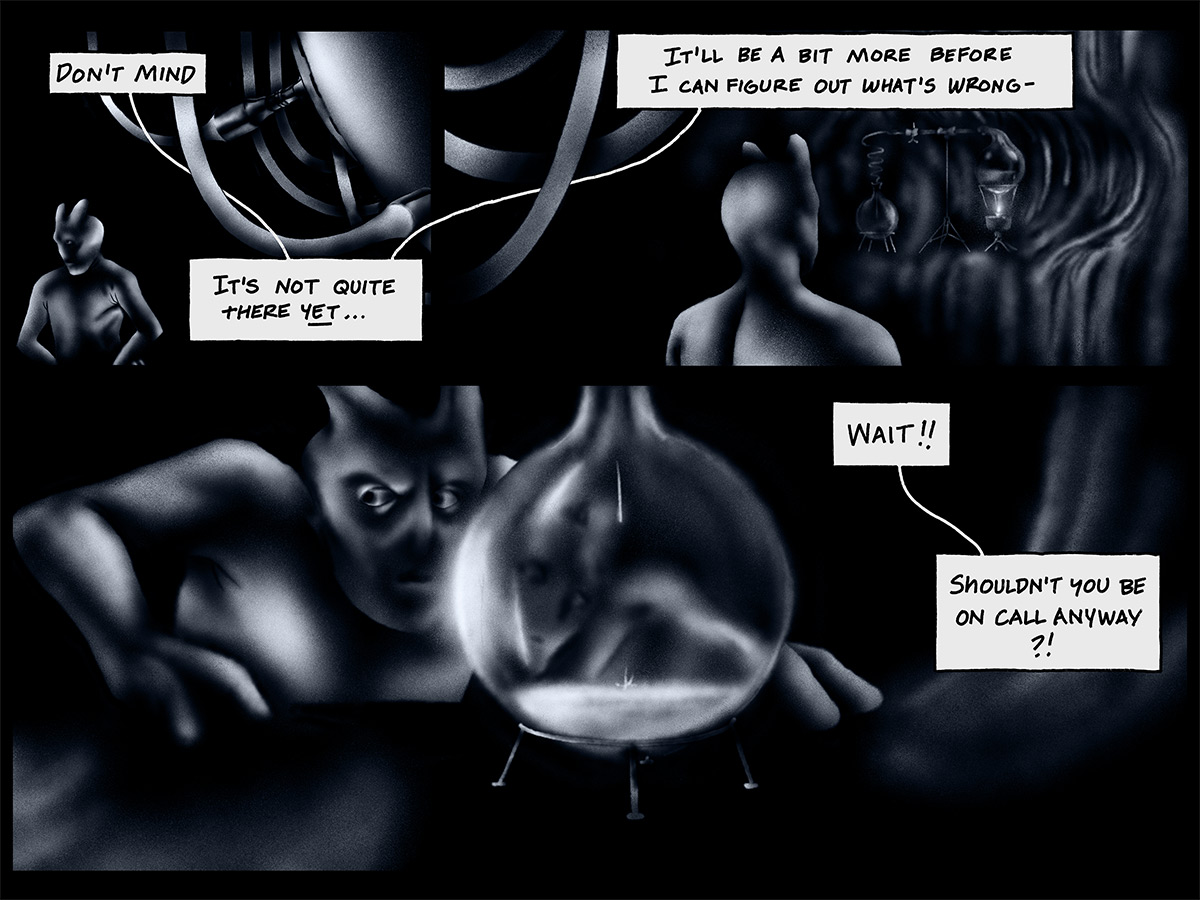 DON'T MIND
IT'S NOT QUITE
THERE YET...
IT'LL BE A BIT MORE BEFORE
I CAN FIGURE OUT WHAT'S WRONG-
WAIT!!
SHOULDN'T YOU BE
ON CALL ANYWAY
?!